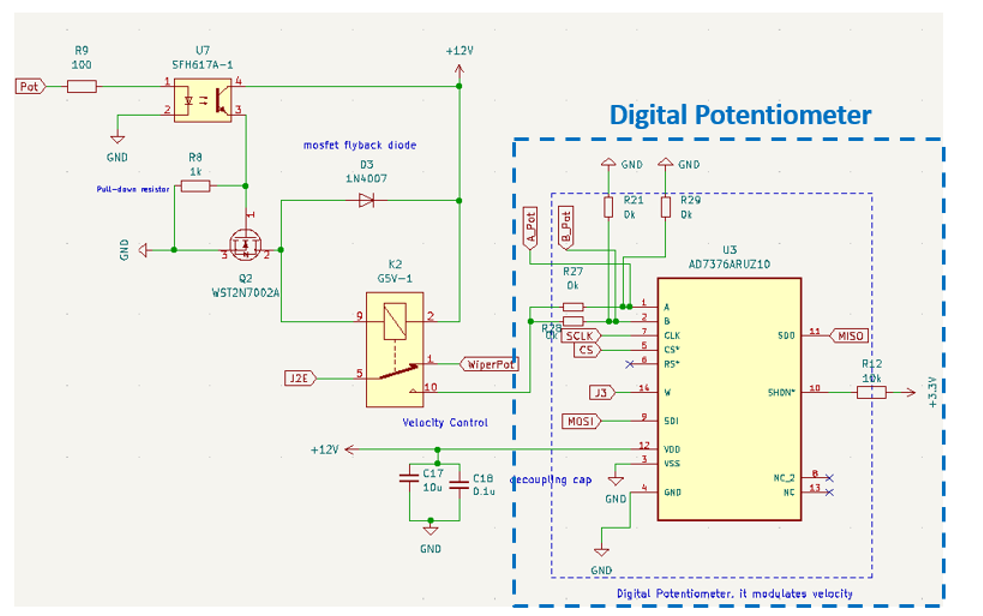 R9
100
U7
SFH617A-1
+12V
Pot
1
4
2
3
GND
Digital Potentiometer
mosfet flyback diode
D3
1N4007
R8
1k
Pull-down resistor
1
GND
3
2
Q2
WST2N7002A
K2
G5V-1
9
2
1
WiperPot
J2E
5
10
Velocity Control
+12V
C17
10u
C18
0.1u
decoupling cap
GND
GND
GND
R21
0k
R29
0k
A_Pot
B_Pot
R27
0k
R28
0k
U3
AD7376ARUZ10
1
A
2
B
SCLK
7
CLK
CS
5
CS*
6
RS*
J3
14
W
MOSI
9
SDI
12
VDD
3
VSS
GND
4
GND
GND
SDO
11
MISO
R12
10k
SHDN*
10
+3.3V
NC_2
8
NC
13
Digital Potentiometer, it modulates velocity